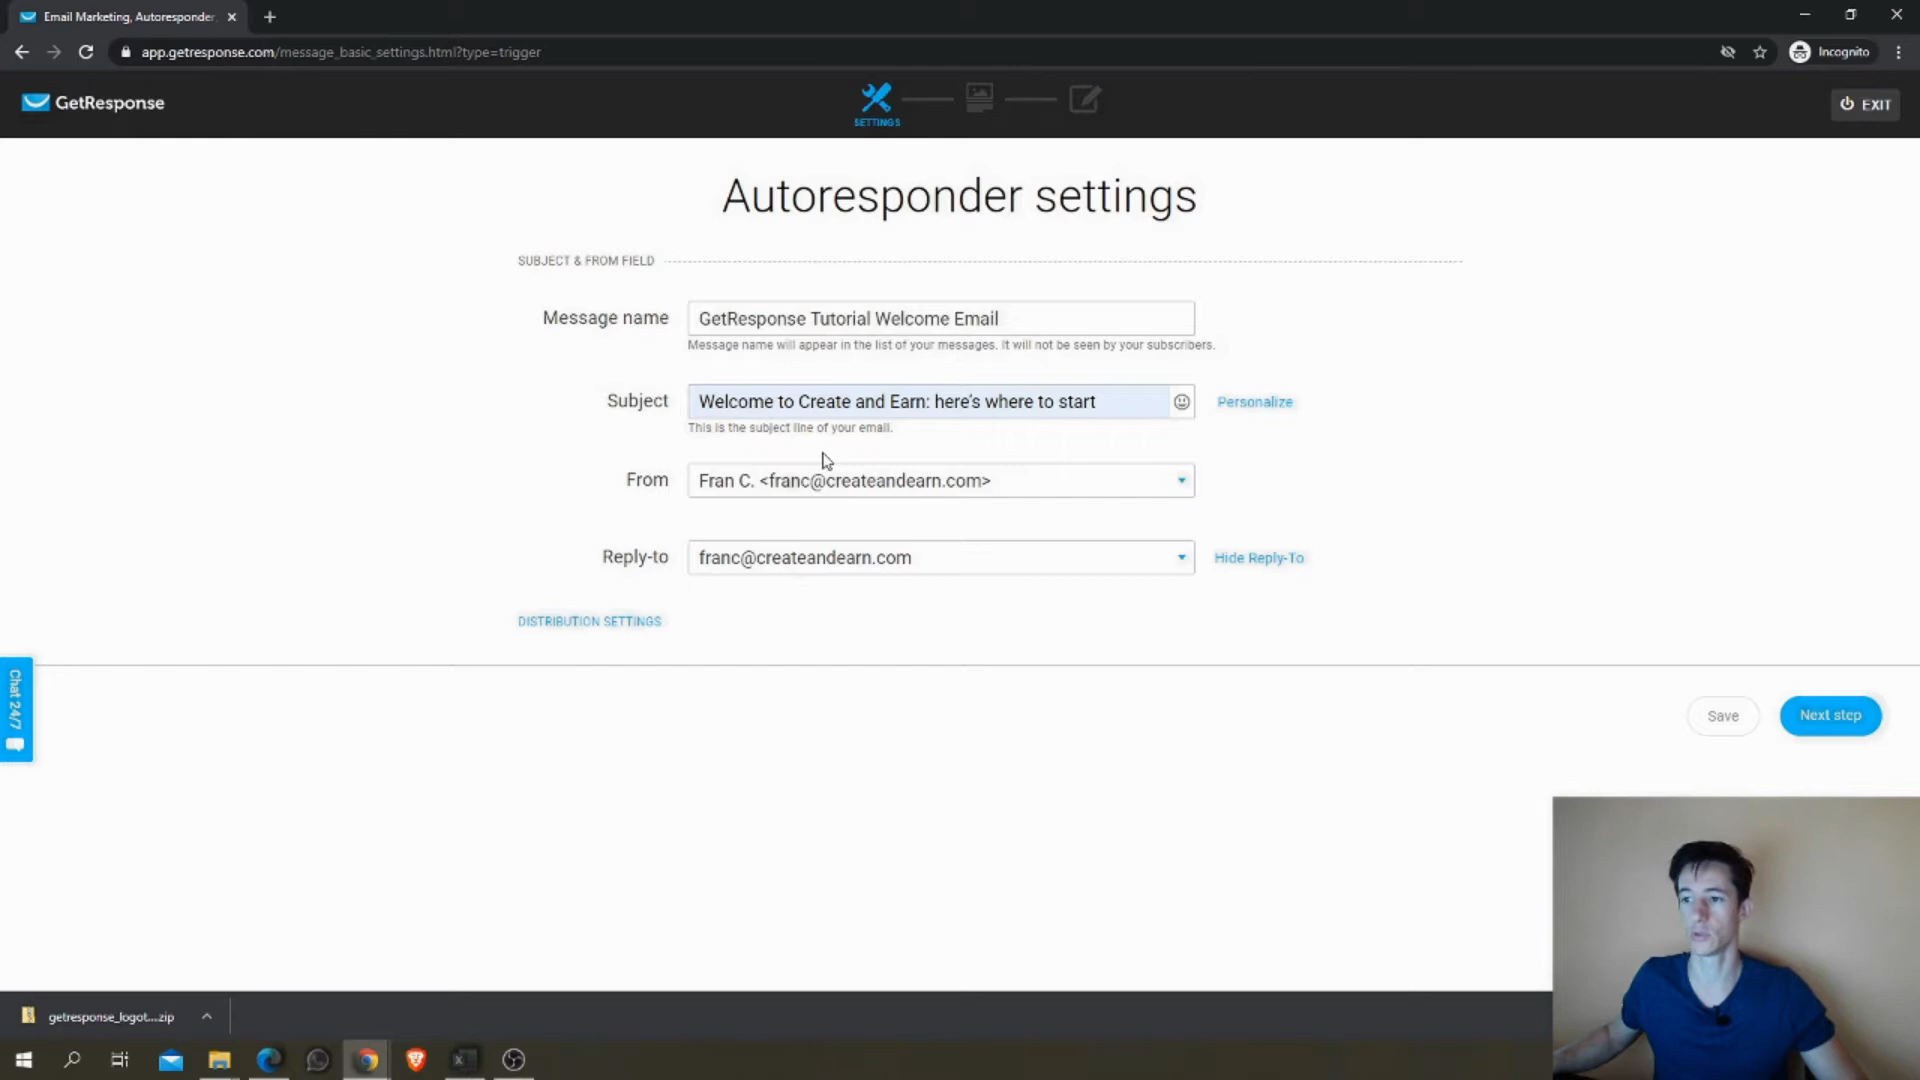 Email Marketing, Autoresponder
app.getresponse.com/message_basic_settings.html?type=trigger
Incognito
GetResponse
SETTINGS
EXIT
Autoresponder settings
SUBJECT & FROM FIELD
Message name
GetResponse Tutorial Welcome Email
Message name will appear in the list of your messages. It will not be seen by your subscribers.
Subject
Welcome to Create and Earn: here's where to start
Personalize
This is the subject line of your email.
From
Fran C. <franc@createandearn.com>
Reply-to
franc@createandearn.com
Hide Reply-To
DISTRIBUTION SETTINGS
Chat 24/7
Save
Next step
getresponse_logot....zip